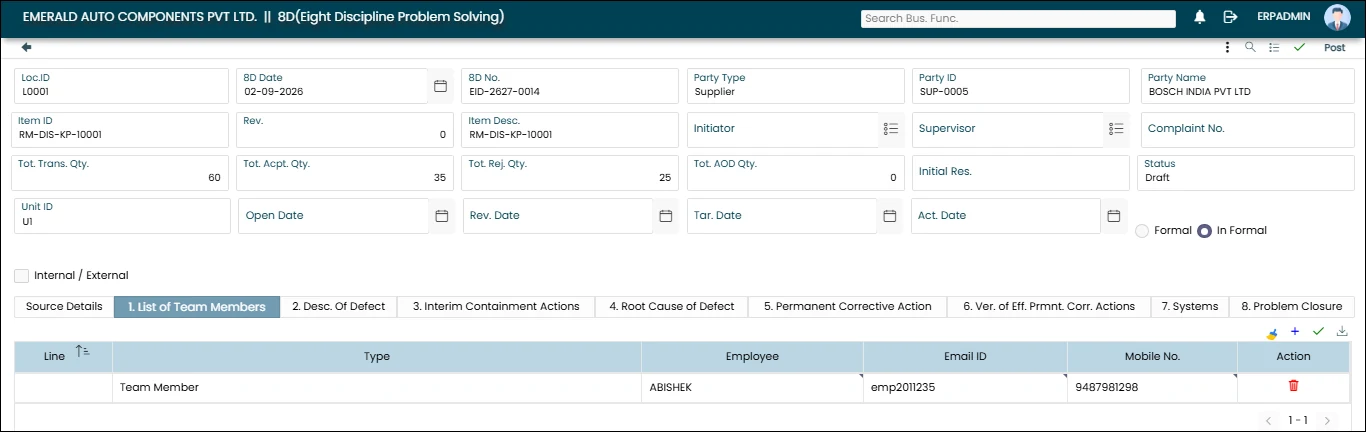 EMERALD AUTO COMPONENTS PVT LTD. || 8D(Eight Discipline Problem Solving)
Search Bus. Func.
ERPADMIN
Post
Loc.ID
L0001
8D Date
02-09-2026
8D No.
EID-2627-0014
Party Type
Supplier
Party ID
SUP-0005
Party Name
BOSCH INDIA PVT LTD
Item ID
RM-DIS-KP-10001
Rev.
0
Item Desc.
RM-DIS-KP-10001
Initiator
Supervisor
Complaint No.
Tot. Trans. Qty.
60
Tot. Acpt. Qty.
35
Tot. Rej. Qty.
25
Tot. AOD Qty.
0
Initial Res.
Status
Draft
Unit ID
U1
Open Date
Rev. Date
Tar. Date
Act. Date
Formal
In Formal
Internal / External
Source Details
1. List of Team Members
2. Desc. Of Defect
3. Interim Containment Actions
4. Root Cause of Defect
5. Permanent Corrective Action
6. Ver. of Eff. Prmnt. Corr. Actions
7. Systems
8. Problem Closure
Line Type Employee Email ID Mobile No. Action
Team Member ABISHEK emp2011235 9487981298
1 - 1